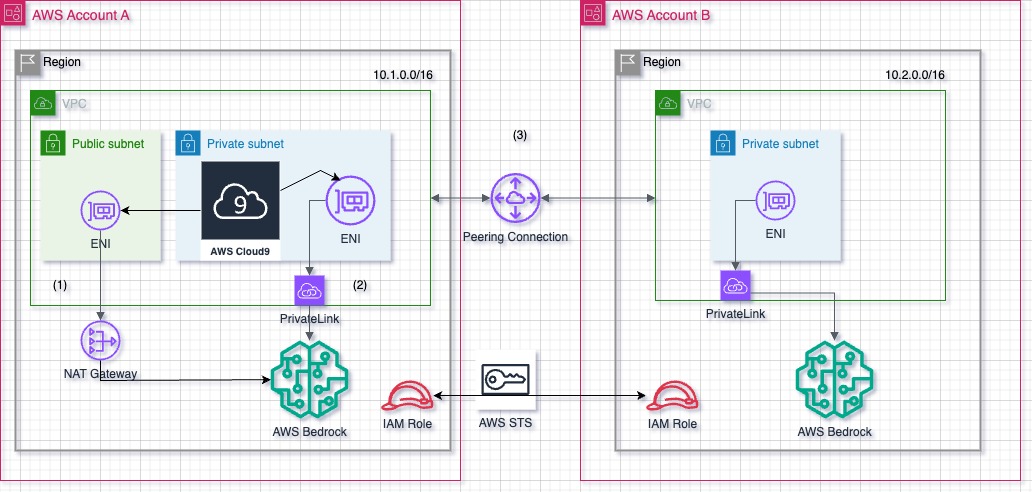 AWS Account A
AWS Account B
Region
Region
10.1.0.0/16
10.2.0.0/16
VPC
VPC
(3)
Public subnet
Private subnet
Private subnet
9
ENI
AWS Cloud9
ENI
Peering Connection
ENI
(1)
(2)
PrivateLink
PrivateLink
NAT Gateway
AWS Bedrock
IAM Role
AWS STS
IAM Role
AWS Bedrock